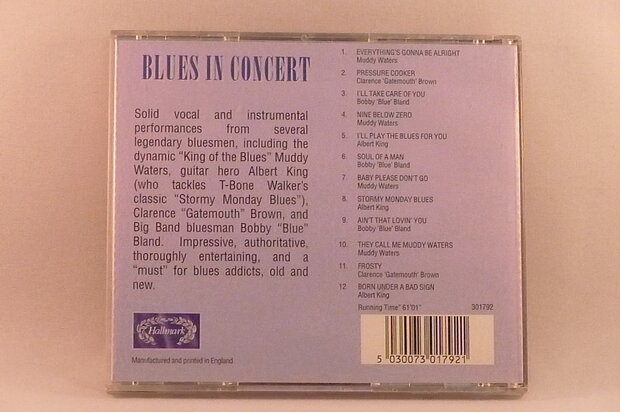 BLUES IN CONCERT
Solid vocal and instrumental
performances from several
legendary bluesmen, including the
dynamic "King of the Blues" Muddy
Waters, guitar hero Albert King
(who tackles T-Bone Walker's
classic "Stormy Monday Blues"),
Clarence "Gatemouth" Brown, and
Big Band bluesman Bobby "Blue"
Bland. Impressive, authoritative,
thoroughly entertaining, and a
"must" for blues addicts, old and
new.
Hallmark
Manufactured and printed in England
1. EVERYTHING'S GONNA BE ALRIGHT
Muddy Waters
2. PRESSURE COOKER
Clarence 'Gatemouth' Brown
3. I'LL TAKE CARE OF YOU
Bobby 'Blue' Bland
4. NINE BELOW ZERO
Muddy Waters
5. I'LL PLAY THE BLUES FOR YOU
Albert King
6. SOUL OF A MAN
Bobby 'Blue' Bland
7. BABY PLEASE DON'T GO
Muddy Waters
8. STORMY MONDAY BLUES
Albert King
9. AIN'T THAT LOVIN' YOU
Bobby 'Blue' Bland
10. THEY CALL ME MUDDY WATERS
Muddy Waters
11. FROSTY
Clarence 'Gatemouth' Brown
12. BORN UNDER A BAD SIGN
Albert King
Running Time" 61'01" 301792
5 030073 017921